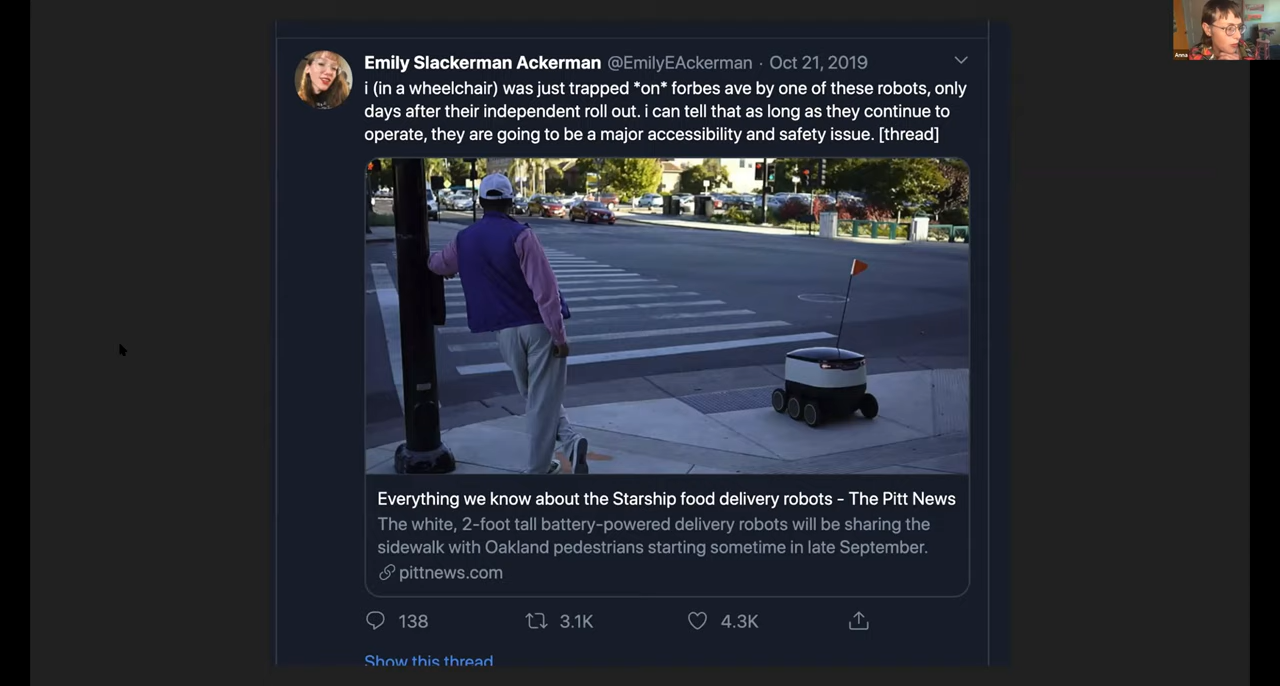 Anna
Emily Slackerman Ackerman @EmilyEAckerman · Oct 21, 2019
i (in a wheelchair) was just trapped *on* forbes ave by one of these robots, only
days after their independent roll out. i can tell that as long as they continue to
operate, they are going to be a major accessibility and safety issue. [thread]
Everything we know about the Starship food delivery robots - The Pitt News
The white, 2-foot tall battery-powered delivery robots will be sharing the
sidewalk with Oakland pedestrians starting sometime in late September.
pittnews.com
138 3.1K 4.3K
Show this thread